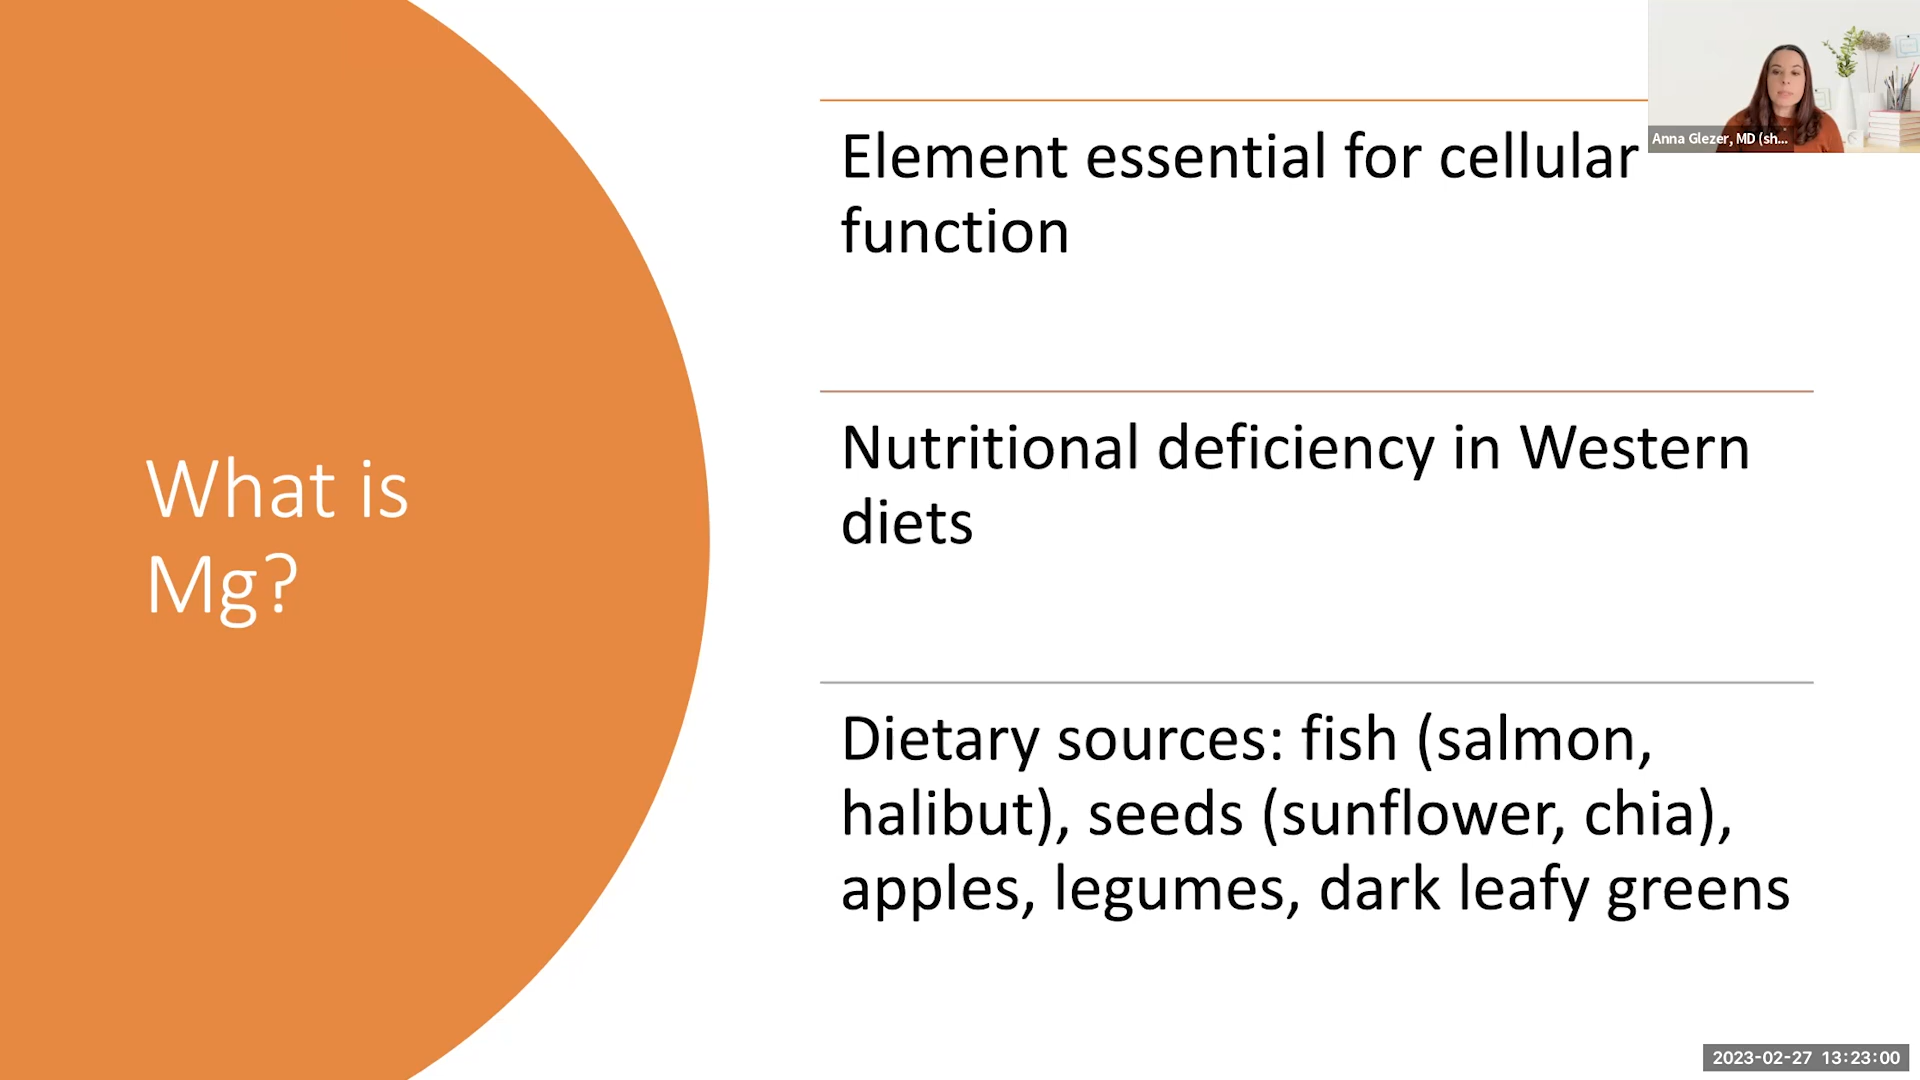 What is
Mg?
Element essential for cellular
function
Nutritional deficiency in Western
diets
Dietary sources: fish (salmon,
halibut), seeds (sunflower, chia),
apples, legumes, dark leafy greens
Anna Glezer, MD (sh...
2023-02-27 13:23:00